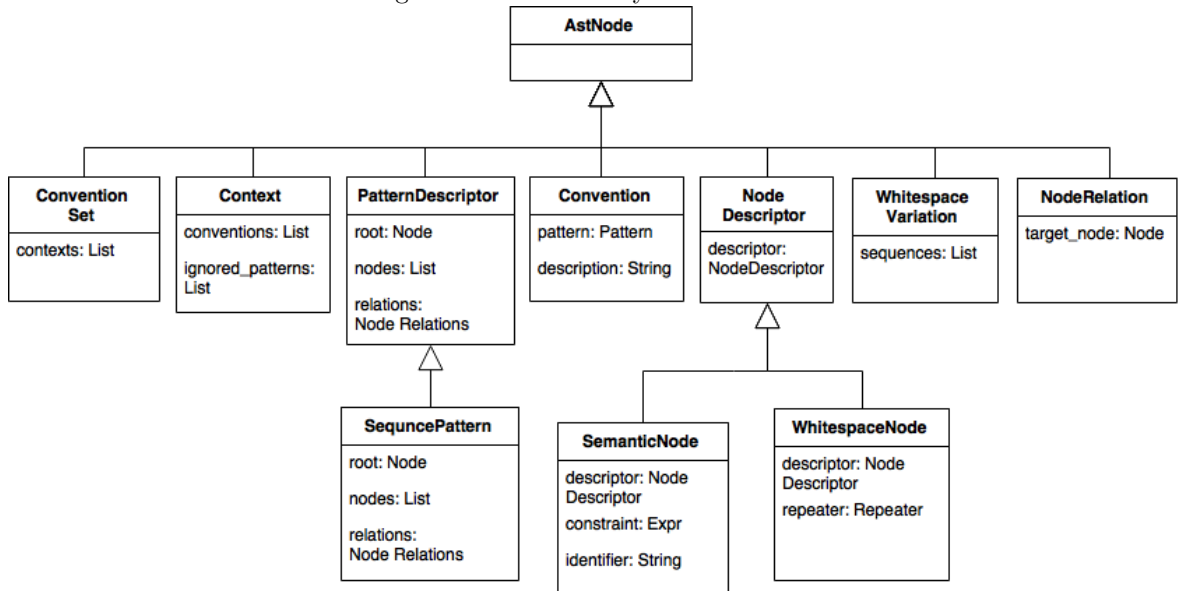 AstNode
Convention
Set
contexts: List
Context
conventions: List
ignored_patterns:
List
PatternDescriptor
root: Node
nodes: List
relations:
Node Relations
Convention
pattern: Pattern
description: String
Node
Descriptor
descriptor:
NodeDescriptor
Whitespace
Variation
sequences: List
NodeRelation
target_node: Node
SequncePattern
root: Node
nodes: List
relations:
Node Relations
SemanticNode
descriptor: Node
Descriptor
constraint: Expr
identifier: String
WhitespaceNode
descriptor: Node
Descriptor
repeater: Repeater